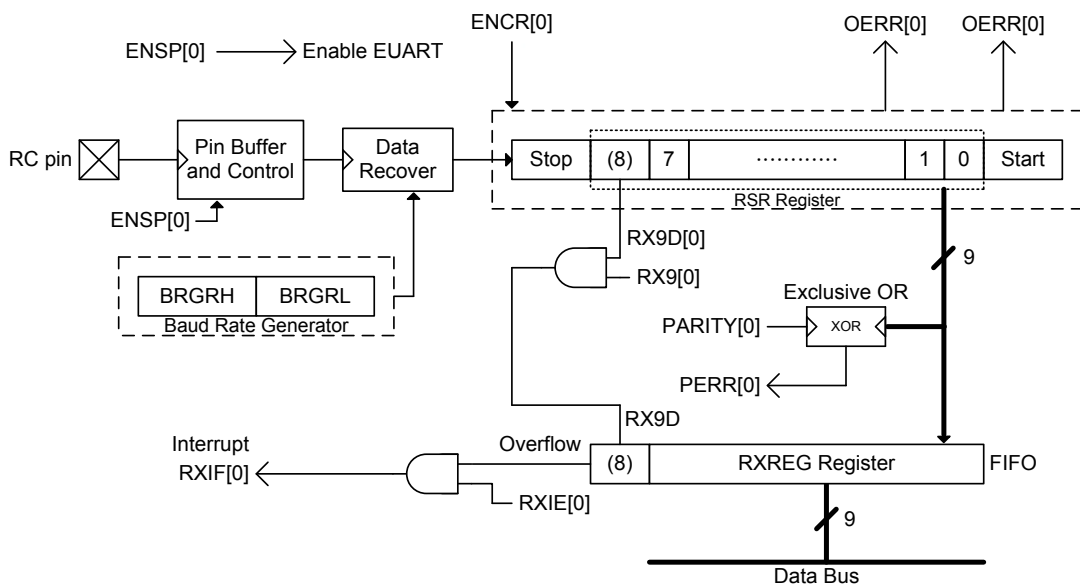 ENCR[0]
OERR[0]
OERR[0]
ENSP[0]
Enable EUART
RC pin
Pin Buffer
and Control
Data
Recover
Stop
(8)
7
............
1
0
Start
RSR Register
ENSP[0]
RX9D[0]
RX9[0]
9
BRGRH
BRGRL
Baud Rate Generator
Exclusive OR
PARITY[0]
XOR
PERR[0]
RX9D
Interrupt
RXIF[0]
Overflow
(8)
RXREG Register
FIFO
RXIE[0]
9
Data Bus